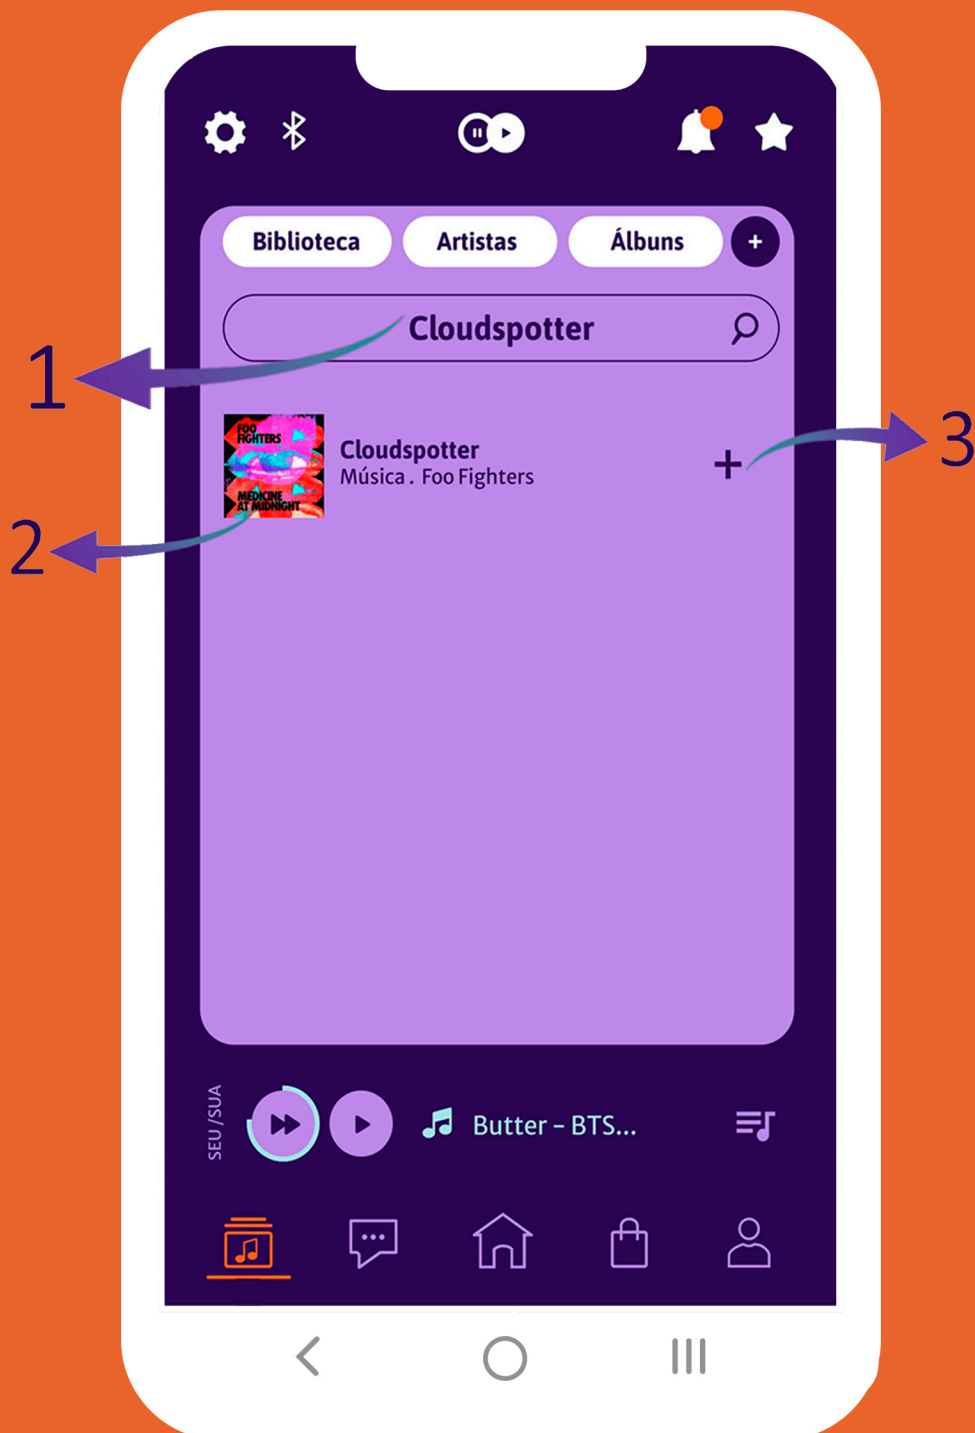 Biblioteca
Artistas
Álbuns
+
Cloudspotter
1
FOO
FIGHTERS
MEDICINE
AT MIDNIGHT
Cloudspotter
Música . Foo Fighters
+
3
2
SEU /SUA
Butter – BTS...